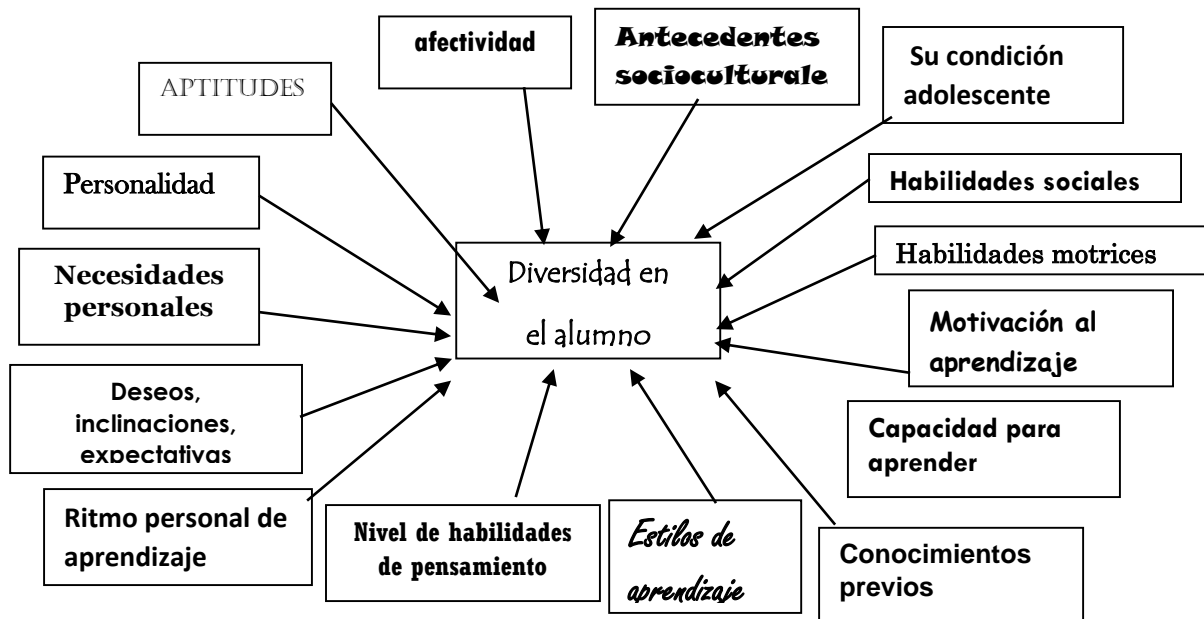 afectividad
Antecedentes
socioculturale
Su condición
adolescente
APTITUDES
Personalidad
Habilidades sociales
Necesidades
personales
Diversidad en
el alumno
Habilidades motrices
Motivación al
aprendizaje
Deseos,
inclinaciones,
expectativas
Capacidad para
aprender
Ritmo personal de
aprendizaje
Nivel de habilidades
de pensamiento
Estilos de
aprendizaje
Conocimientos
previos